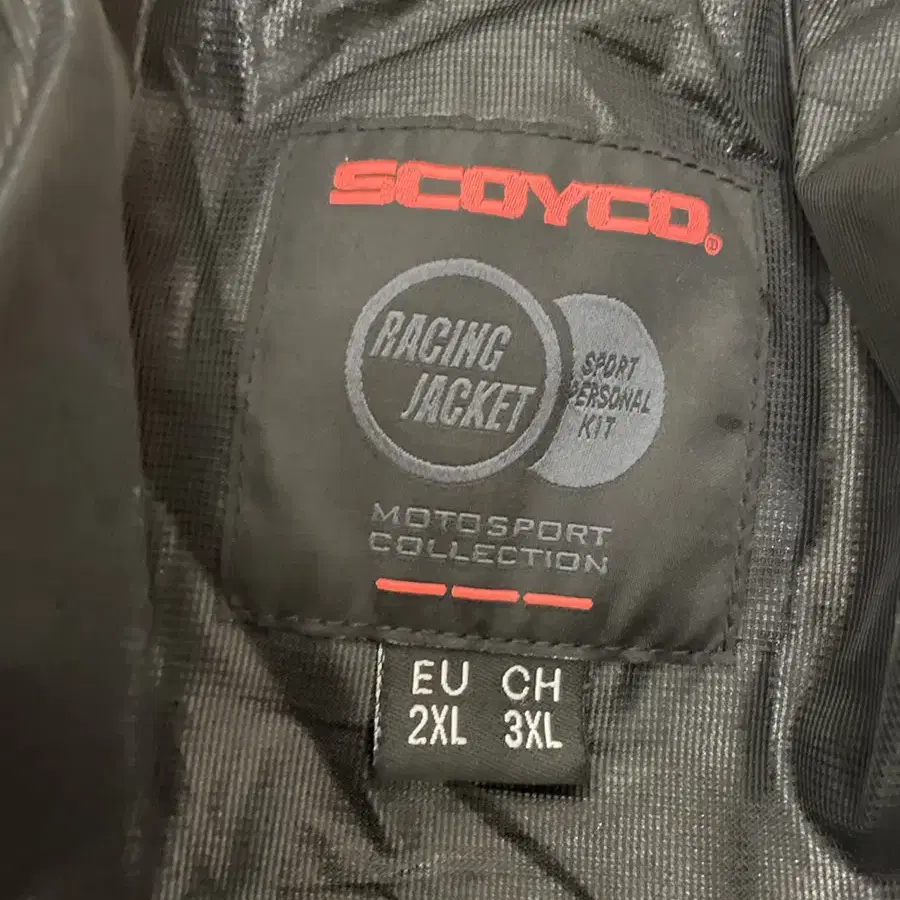 SCOYCO®
RACING
JACKET
SPORT
PERSONAL
KIT
MOTOSPORT
COLLECTION
EU CH
2XL 3XL